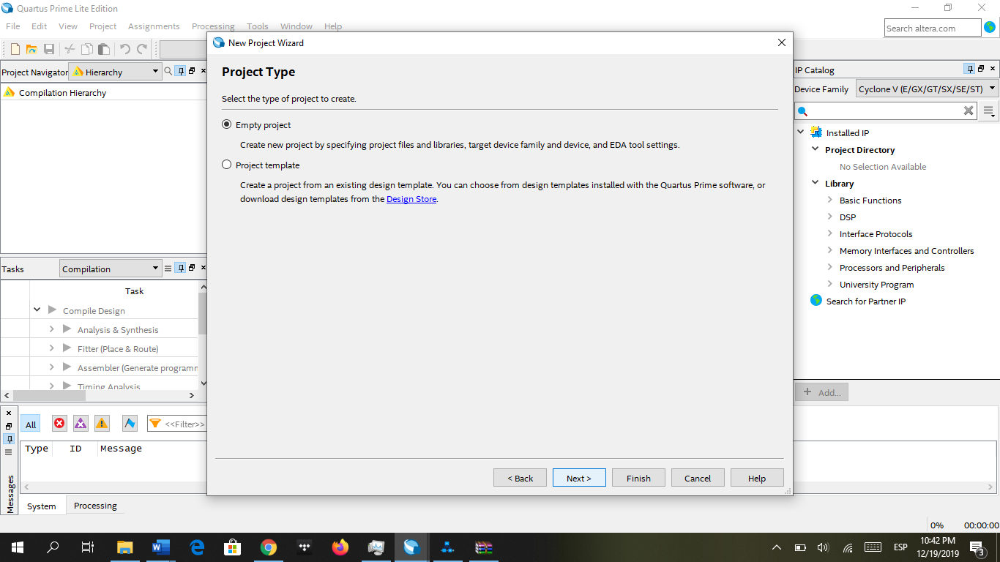 Quartus Prime Lite Edition
File Edit View Project Assignments Processing Tools Window Help
Search altera.com
Project Navigator Hierarchy
Compilation Hierarchy
Tasks Compilation
Task
Compile Design
Analysis & Synthesis
Fitter (Place & Route)
Assembler (Generate programm
Timing Analysis
New Project Wizard
Project Type
Select the type of project to create.
Empty project
Create new project by specifying project files and libraries, target device family and device, and EDA tool settings.
Project template
Create a project from an existing design template. You can choose from design templates installed with the Quartus Prime software, or
download design templates from the Design Store.
< Back Next > Finish Cancel Help
IP Catalog
Device Family Cyclone V (E/GX/GT/SX/SE/ST)
Installed IP
Project Directory
No Selection Available
Library
Basic Functions
DSP
Interface Protocols
Memory Interfaces and Controllers
Processors and Peripherals
University Program
Search for Partner IP
+ Add...
All <<Filter>>
Type ID Message
Messages
System Processing
0% 00:00:00
ESP
10:42 PM
12/19/2019
3